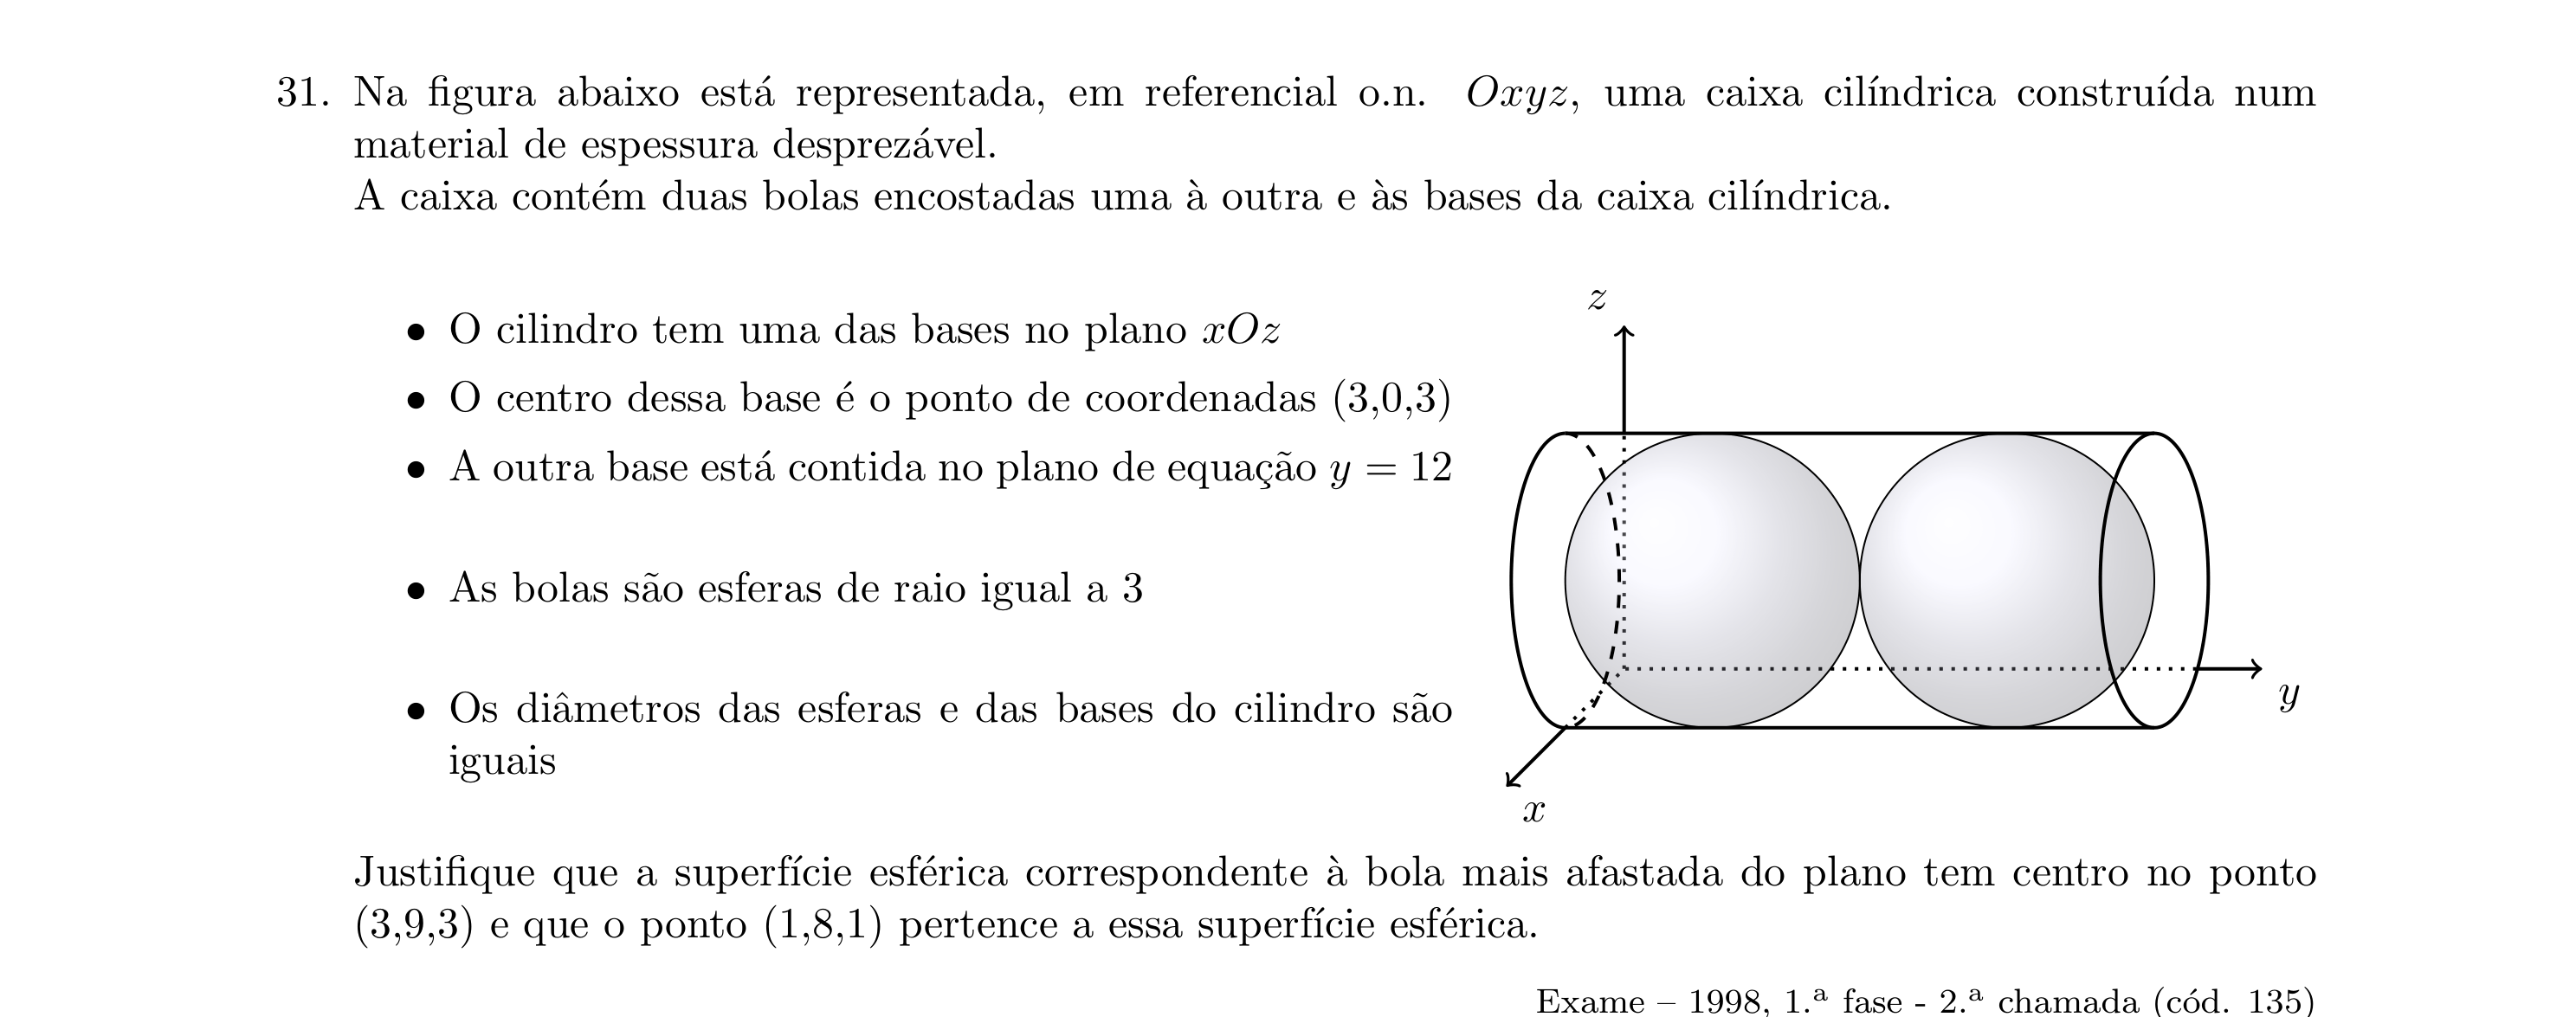 31. Na figura abaixo está representada, em referencial o.n. Oxyz, uma caixa cilíndrica construída num
material de espessura desprezável.
A caixa contém duas bolas encostadas uma à outra e às bases da caixa cilíndrica.
• O cilindro tem uma das bases no plano xOz
• O centro dessa base é o ponto de coordenadas (3,0,3)
• A outra base está contida no plano de equação y = 12
• As bolas são esferas de raio igual a 3
• Os diâmetros das esferas e das bases do cilindro são
iguais
z
y
x
Justifique que a superfície esférica correspondente à bola mais afastada do plano tem centro no ponto
(3,9,3) e que o ponto (1,8,1) pertence a essa superfície esférica.
Exame – 1998, 1.ª fase - 2.ª chamada (cód. 135)